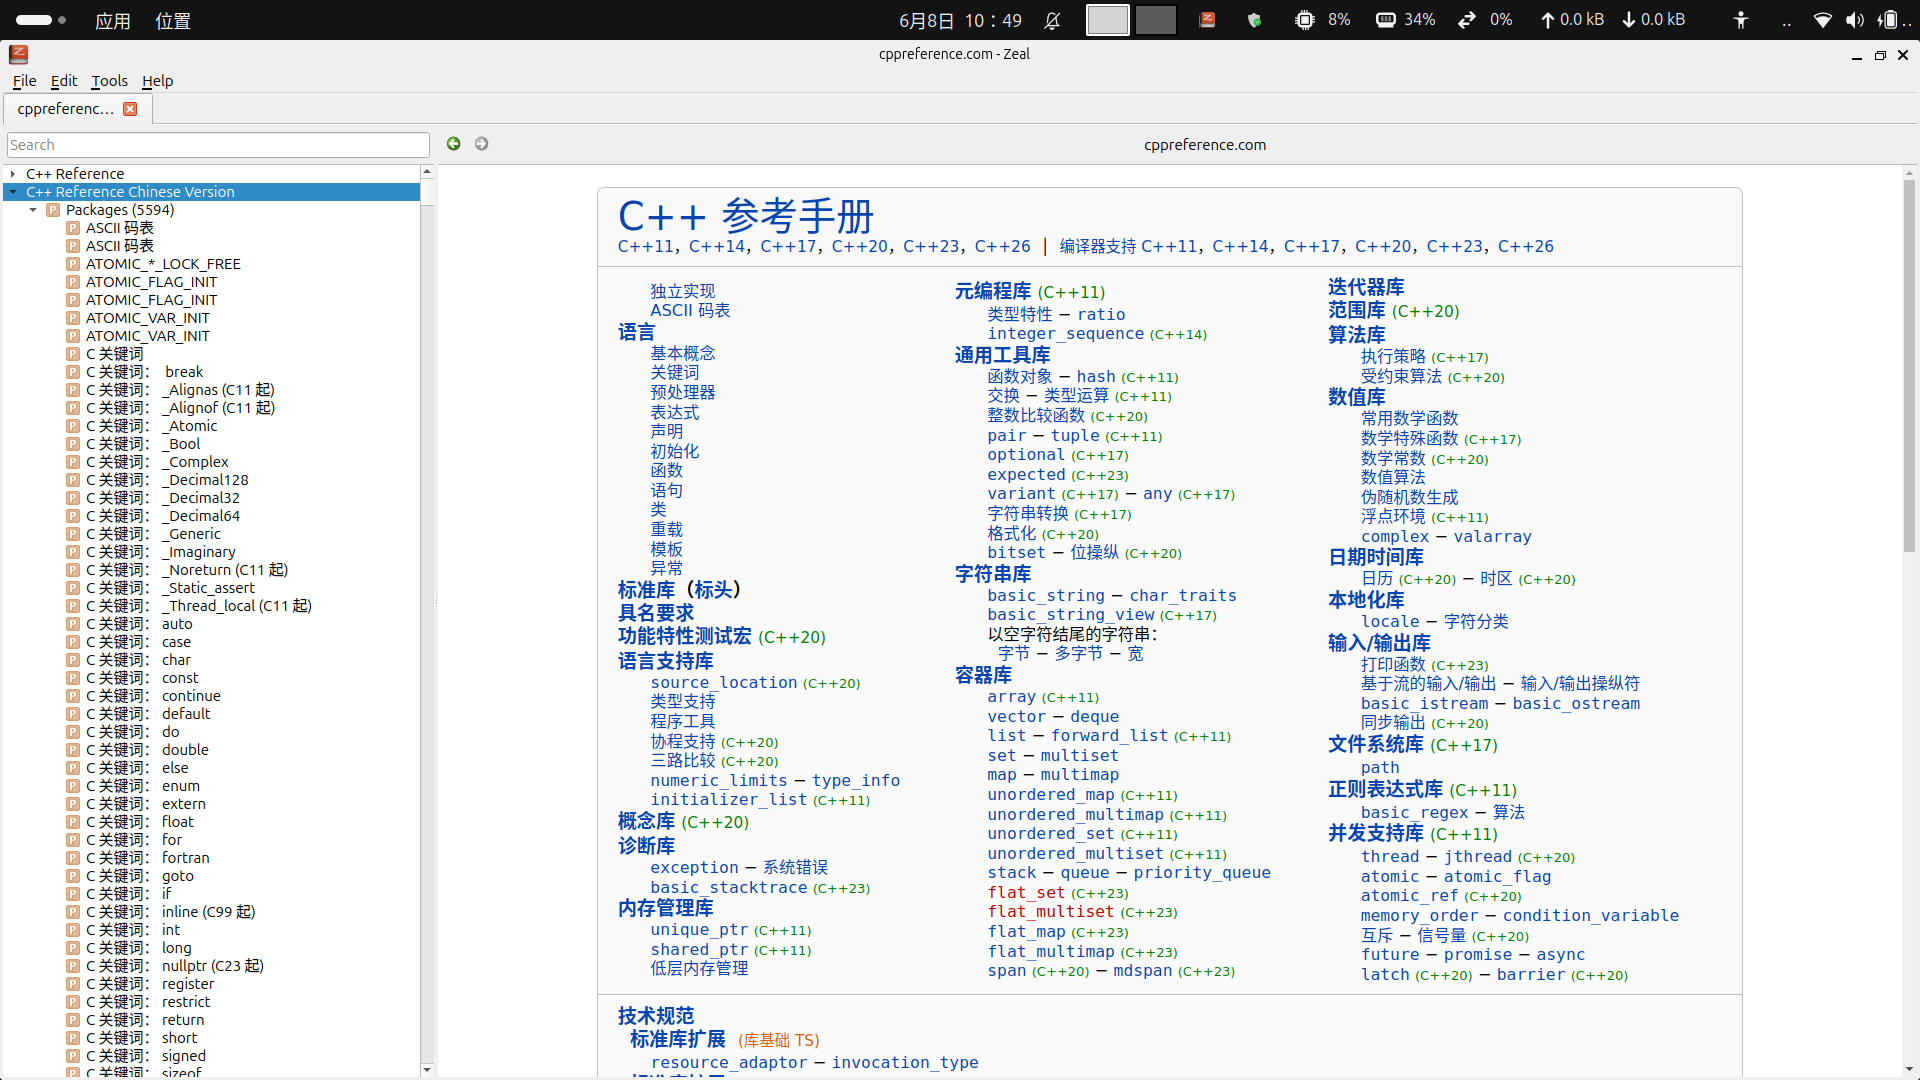 应用 位置 6月8日 10：49 8% 34% 0% 0.0 kB 0.0 kB
cppreference.com - Zeal
File Edit Tools Help
cppreferenc…
Search
cppreference.com
C++ Reference
C++ Reference Chinese Version
Packages (5594)
ASCII 码表
ASCII 码表
ATOMIC_*_LOCK_FREE
ATOMIC_FLAG_INIT
ATOMIC_FLAG_INIT
ATOMIC_VAR_INIT
ATOMIC_VAR_INIT
C 关键词
C 关键词： break
C 关键词： _Alignas (C11 起)
C 关键词： _Alignof (C11 起)
C 关键词： _Atomic
C 关键词： _Bool
C 关键词： _Complex
C 关键词： _Decimal128
C 关键词： _Decimal32
C 关键词： _Decimal64
C 关键词： _Generic
C 关键词： _Imaginary
C 关键词： _Noreturn (C11 起)
C 关键词： _Static_assert
C 关键词： _Thread_local (C11 起)
C 关键词： auto
C 关键词： case
C 关键词： char
C 关键词： const
C 关键词： continue
C 关键词： default
C 关键词： do
C 关键词： double
C 关键词： else
C 关键词： enum
C 关键词： extern
C 关键词： float
C 关键词： for
C 关键词： fortran
C 关键词： goto
C 关键词： if
C 关键词： inline (C99 起)
C 关键词： int
C 关键词： long
C 关键词： nullptr (C23 起)
C 关键词： register
C 关键词： restrict
C 关键词： return
C 关键词： short
C 关键词： signed
C 关键词： sizeof
C++ 参考手册
C++11，C++14，C++17，C++20，C++23，C++26 | 编译器支持 C++11，C++14，C++17，C++20，C++23，C++26
独立实现
ASCII 码表
语言
基本概念
关键词
预处理器
表达式
声明
初始化
函数
语句
类
重载
模板
异常
标准库（标头）
具名要求
功能特性测试宏 (C++20)
语言支持库
source_location (C++20)
类型支持
程序工具
协程支持 (C++20)
三路比较 (C++20)
numeric_limits − type_info
initializer_list (C++11)
概念库 (C++20)
诊断库
exception − 系统错误
basic_stacktrace (C++23)
内存管理库
unique_ptr (C++11)
shared_ptr (C++11)
低层内存管理
元编程库 (C++11)
类型特性 − ratio
integer_sequence (C++14)
通用工具库
函数对象 − hash (C++11)
交换 − 类型运算 (C++11)
整数比较函数 (C++20)
pair − tuple (C++11)
optional (C++17)
expected (C++23)
variant (C++17) − any (C++17)
字符串转换 (C++17)
格式化 (C++20)
bitset − 位操纵 (C++20)
字符串库
basic_string − char_traits
basic_string_view (C++17)
以空字符结尾的字符串：
字节 − 多字节 − 宽
容器库
array (C++11)
vector − deque
list − forward_list (C++11)
set − multiset
map − multimap
unordered_map (C++11)
unordered_multimap (C++11)
unordered_set (C++11)
unordered_multiset (C++11)
stack − queue − priority_queue
flat_set (C++23)
flat_multiset (C++23)
flat_map (C++23)
flat_multimap (C++23)
span (C++20) − mdspan (C++23)
迭代器库
范围库 (C++20)
算法库
执行策略 (C++17)
受约束算法 (C++20)
数值库
常用数学函数
数学特殊函数 (C++17)
数学常数 (C++20)
数值算法
伪随机数生成
浮点环境 (C++11)
complex − valarray
日期时间库
日历 (C++20) − 时区 (C++20)
本地化库
locale − 字符分类
输入/输出库
打印函数 (C++23)
基于流的输入/输出 − 输入/输出操纵符
basic_istream − basic_ostream
同步输出 (C++20)
文件系统库 (C++17)
path
正则表达式库 (C++11)
basic_regex − 算法
并发支持库 (C++11)
thread − jthread (C++20)
atomic − atomic_flag
atomic_ref (C++20)
memory_order − condition_variable
互斥 − 信号量 (C++20)
future − promise − async
latch (C++20) − barrier (C++20)
技术规范
标准库扩展 (库基础 TS)
resource_adaptor − invocation_type